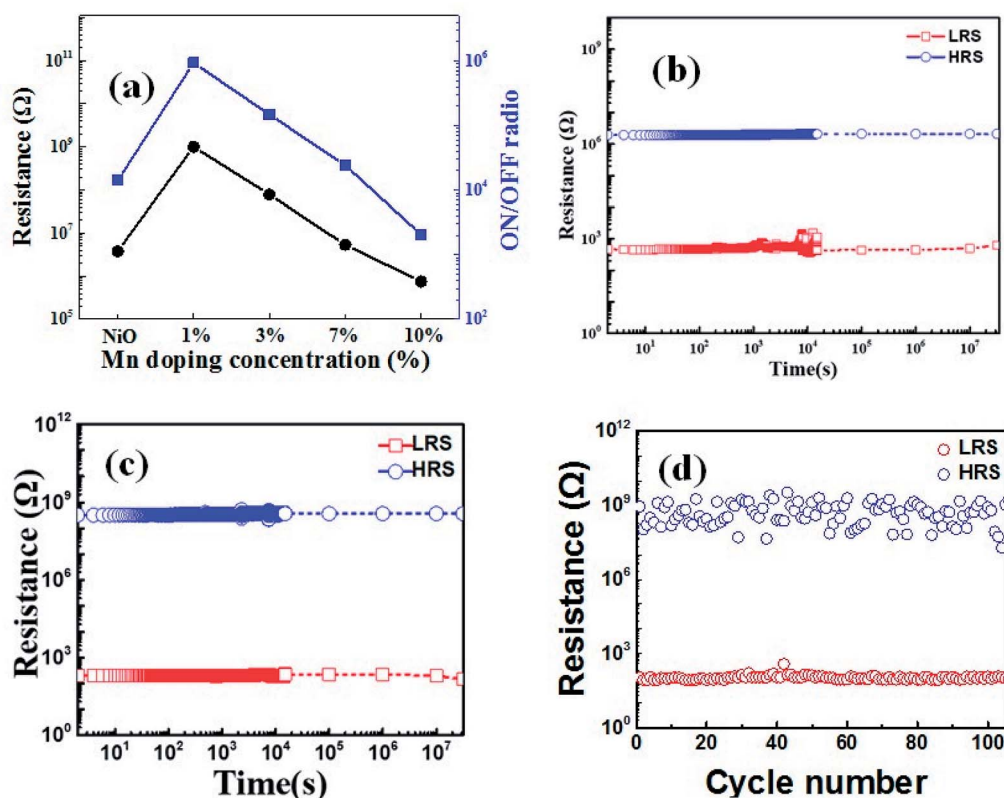 (a)
Resistance (Ω)
10¹¹
10⁹
10⁷
10⁵
10⁶
10⁴
10²
ON/OFF radio
NiO 1% 3% 7% 10%
Mn doping concentration (%)
(b)
LRS
HRS
Resistance (Ω)
10⁹
10⁶
10³
10⁰
10¹ 10² 10³ 10⁴ 10⁵ 10⁶ 10⁷
Time(s)
(c)
LRS
HRS
Resistance (Ω)
10¹²
10⁹
10⁶
10³
10⁰
10¹ 10² 10³ 10⁴ 10⁵ 10⁶ 10⁷
Time(s)
(d)
LRS
HRS
Resistance (Ω)
10¹²
10⁹
10⁶
10³
10⁰
0 20 40 60 80 100
Cycle number